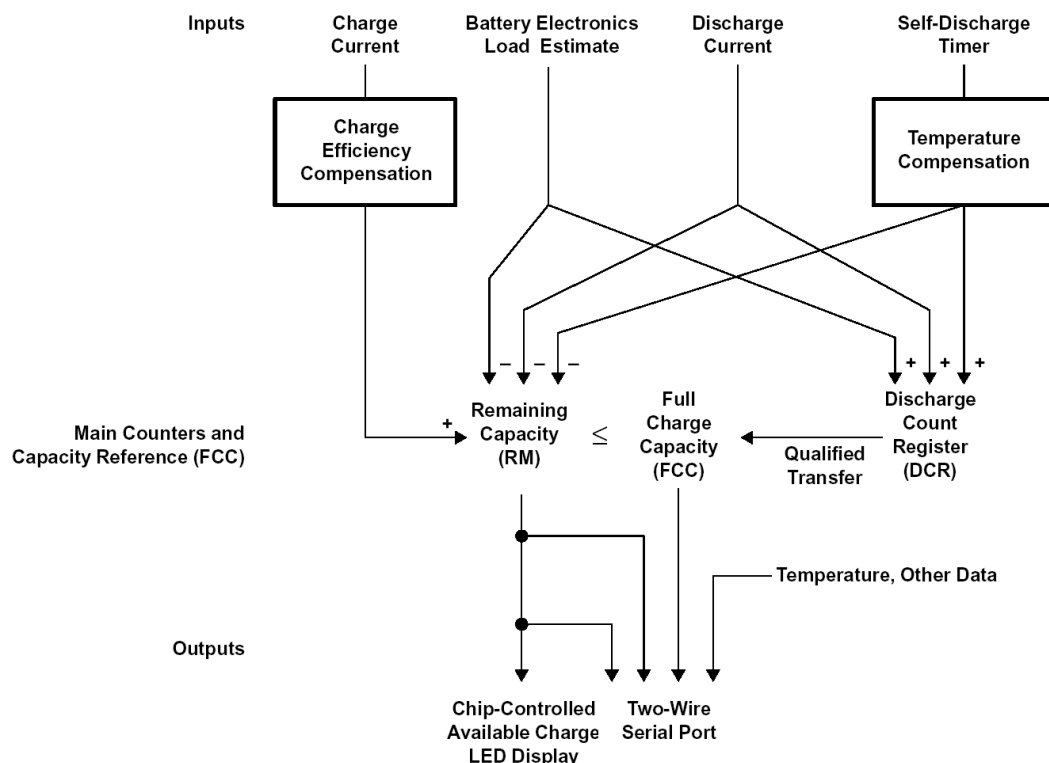 Inputs
Charge
Current
Battery Electronics
Load Estimate
Discharge
Current
Self-Discharge
Timer
Charge
Efficiency
Compensation
Temperature
Compensation
– – –
+ + +
Main Counters and
Capacity Reference (FCC)
+
Remaining
Capacity
(RM)
≤
Full
Charge
Capacity
(FCC)
Qualified
Transfer
Discharge
Count
Register
(DCR)
Temperature, Other Data
Outputs
Chip-Controlled
Available Charge
LED Display
Two-Wire
Serial Port